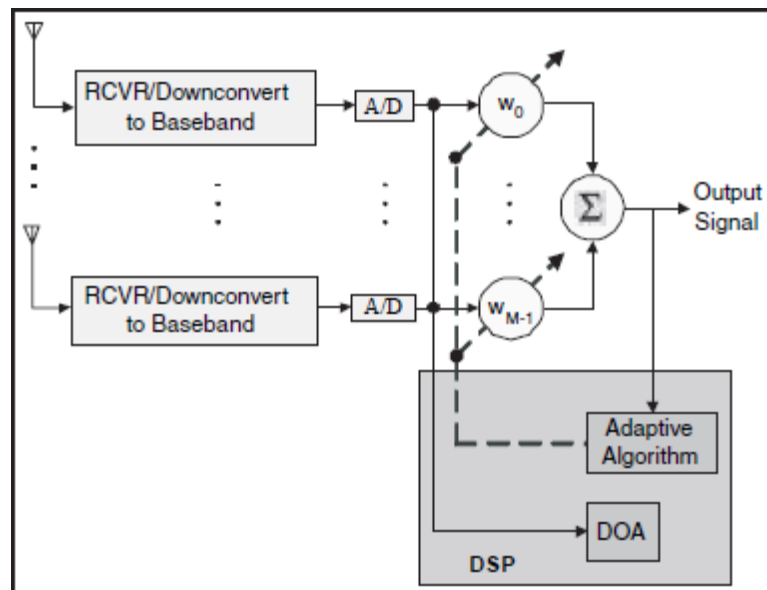 RCVR/Downconvert
to Baseband
A/D
w0
Σ
Output
Signal
RCVR/Downconvert
to Baseband
A/D
wM-1
Adaptive
Algorithm
DOA
DSP